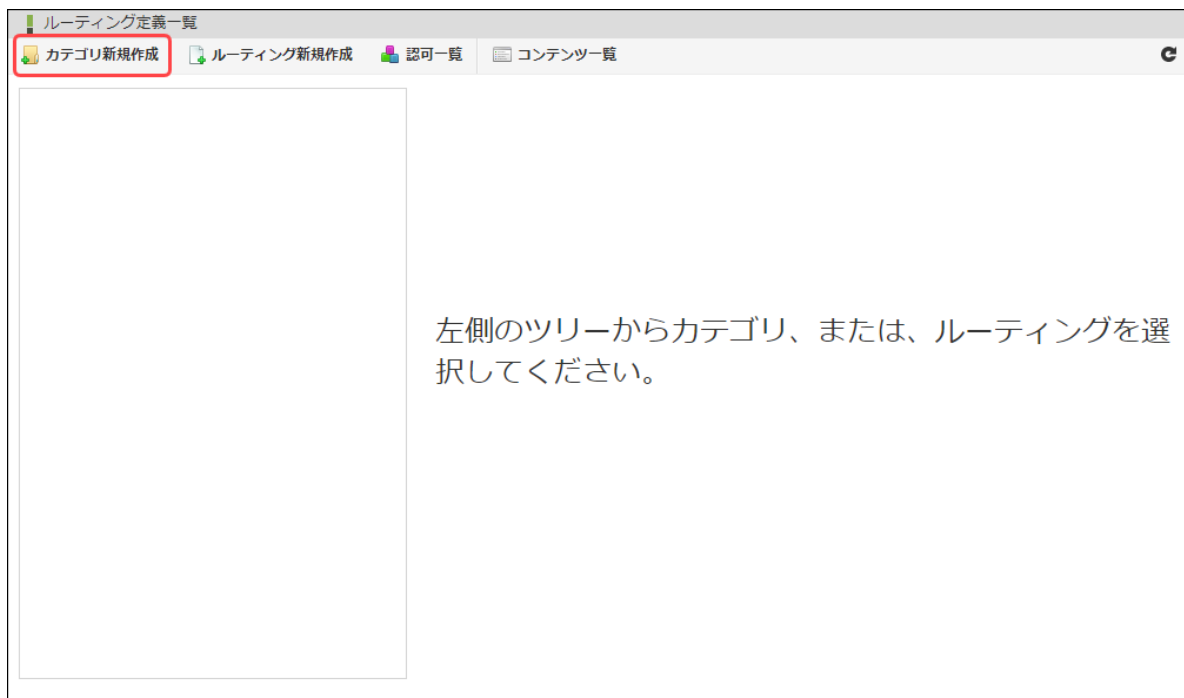 ルーティング定義一覧
カテゴリ新規作成 ルーティング新規作成 認可一覧 コンテンツ一覧
左側のツリーからカテゴリ、または、ルーティングを選
択してください。